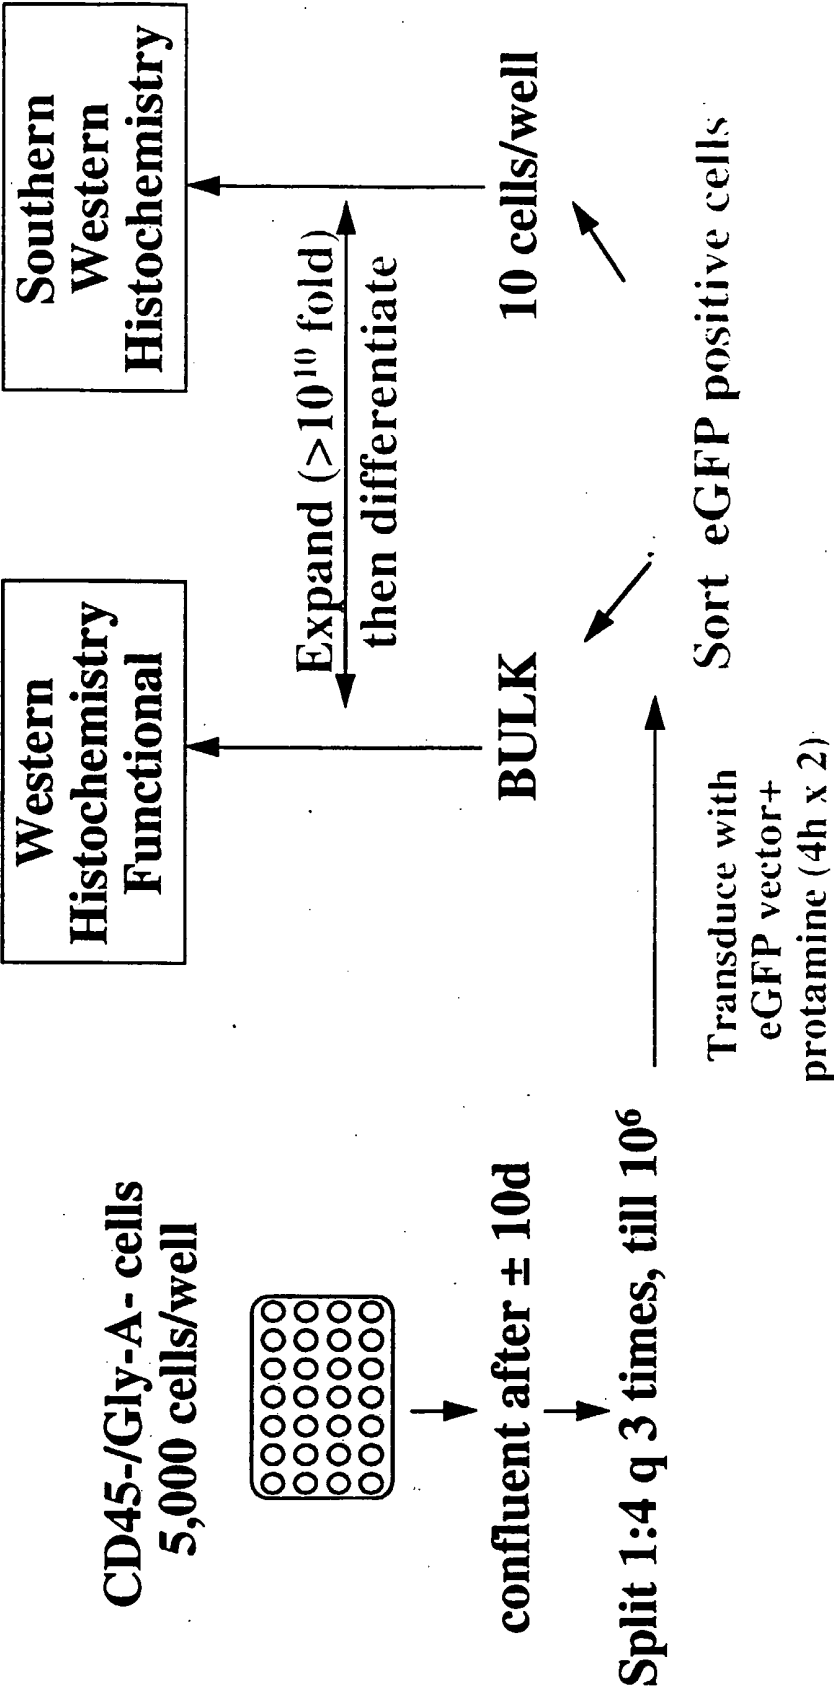 CD45-/Gly-A- cells
5,000 cells/well
confluent after ± 10d
Split 1:4 q 3 times, till 10⁶
Transduce with
eGFP vector+
protamine (4h x 2)
Sort eGFP positive cells
BULK
10 cells/well
Expand (>10¹⁰ fold)
then differentiate
Western
Histochemistry
Functional
Southern
Western
Histochemistry